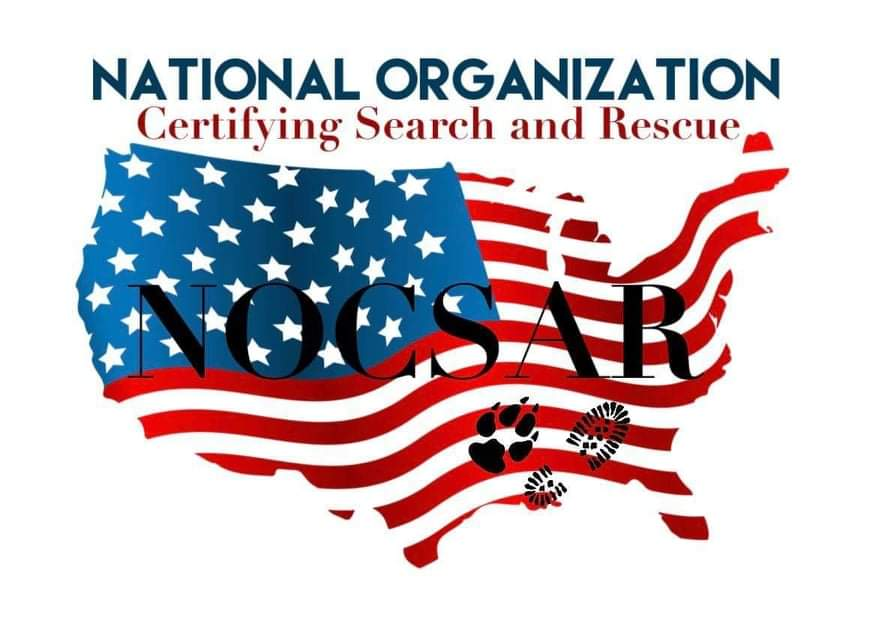 NATIONAL ORGANIZATION
Certifying Search and Rescue
NOCSAR